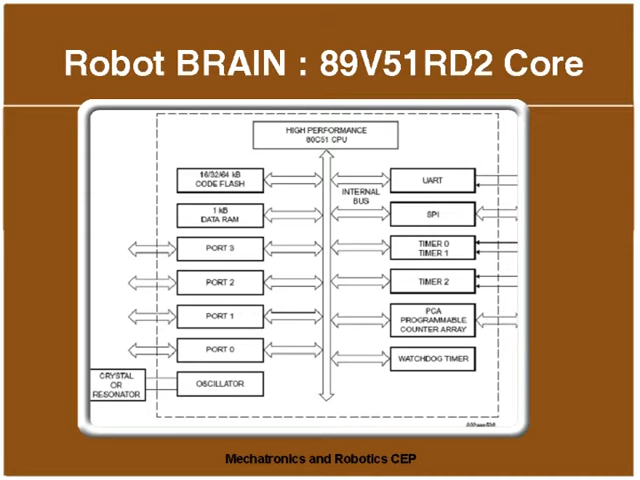 Robot BRAIN : 89V51RD2 Core
HIGH PERFORMANCE
80C51 CPU
16/32/64 kB
CODE FLASH
1 kB
DATA RAM
PORT 3
PORT 2
PORT 1
PORT 0
OSCILLATOR
CRYSTAL
OR
RESONATOR
INTERNAL
BUS
UART
SPI
TIMER 0
TIMER 1
TIMER 2
PCA
PROGRAMMABLE
COUNTER ARRAY
WATCHDOG TIMER
Mechatronics and Robotics CEP